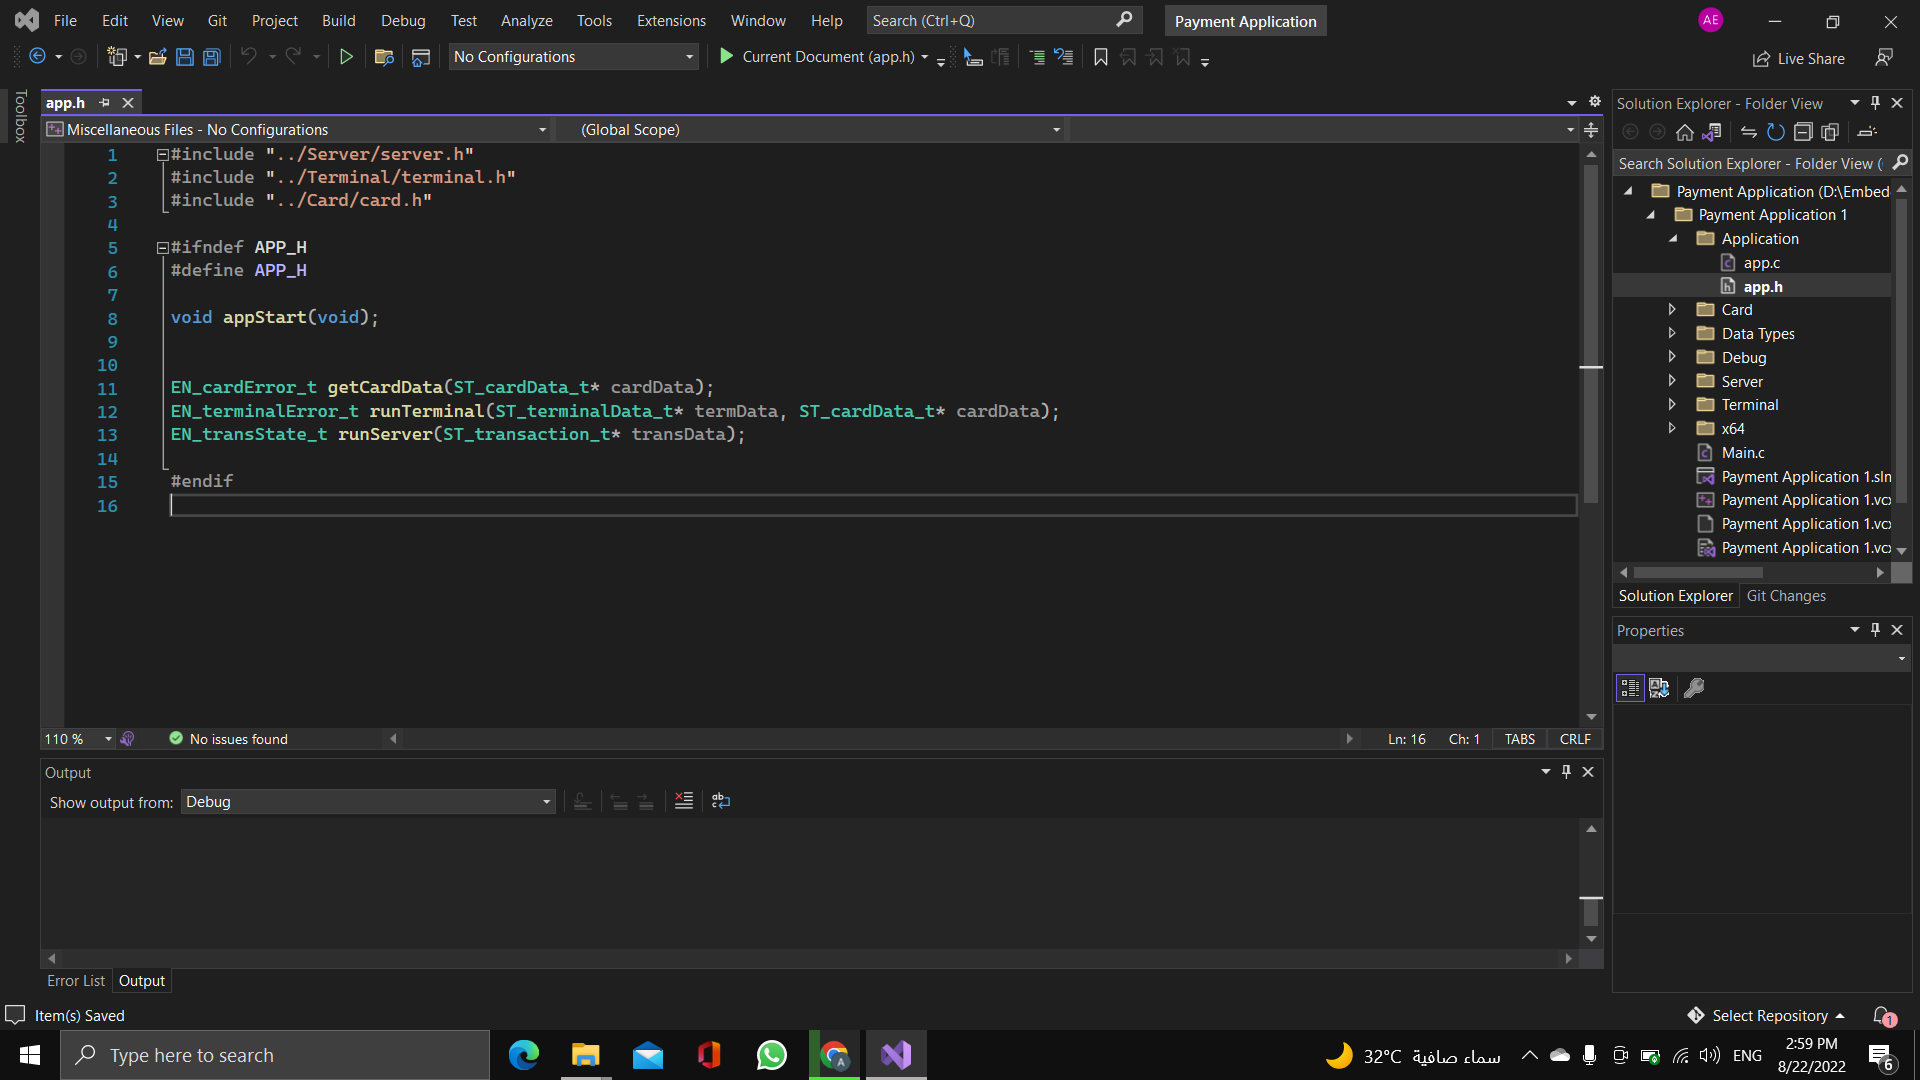 File Edit View Git Project Build Debug Test Analyze Tools Extensions Window Help Search (Ctrl+Q) Payment Application AE
No Configurations Current Document (app.h) Live Share
Toolbox
app.h
Miscellaneous Files - No Configurations (Global Scope)
1 #include "../Server/server.h"
2 #include "../Terminal/terminal.h"
3 #include "../Card/card.h"
4
5 #ifndef APP_H
6 #define APP_H
7
8 void appStart(void);
9
10
11 EN_cardError_t getCardData(ST_cardData_t* cardData);
12 EN_terminalError_t runTerminal(ST_terminalData_t* termData, ST_cardData_t* cardData);
13 EN_transState_t runServer(ST_transaction_t* transData);
14
15 #endif
16
110 % No issues found Ln: 16 Ch: 1 TABS CRLF
Solution Explorer - Folder View
Search Solution Explorer - Folder View (
Payment Application (D:\Embed
Payment Application 1
Application
app.c
app.h
Card
Data Types
Debug
Server
Terminal
x64
Main.c
Payment Application 1.sln
Payment Application 1.vcx
Payment Application 1.vcx
Payment Application 1.vcx
Solution Explorer Git Changes
Properties
Output
Show output from: Debug
Error List Output
Item(s) Saved Select Repository 1
Type here to search 32°C سماء صافية ENG 2:59 PM
8/22/2022 6